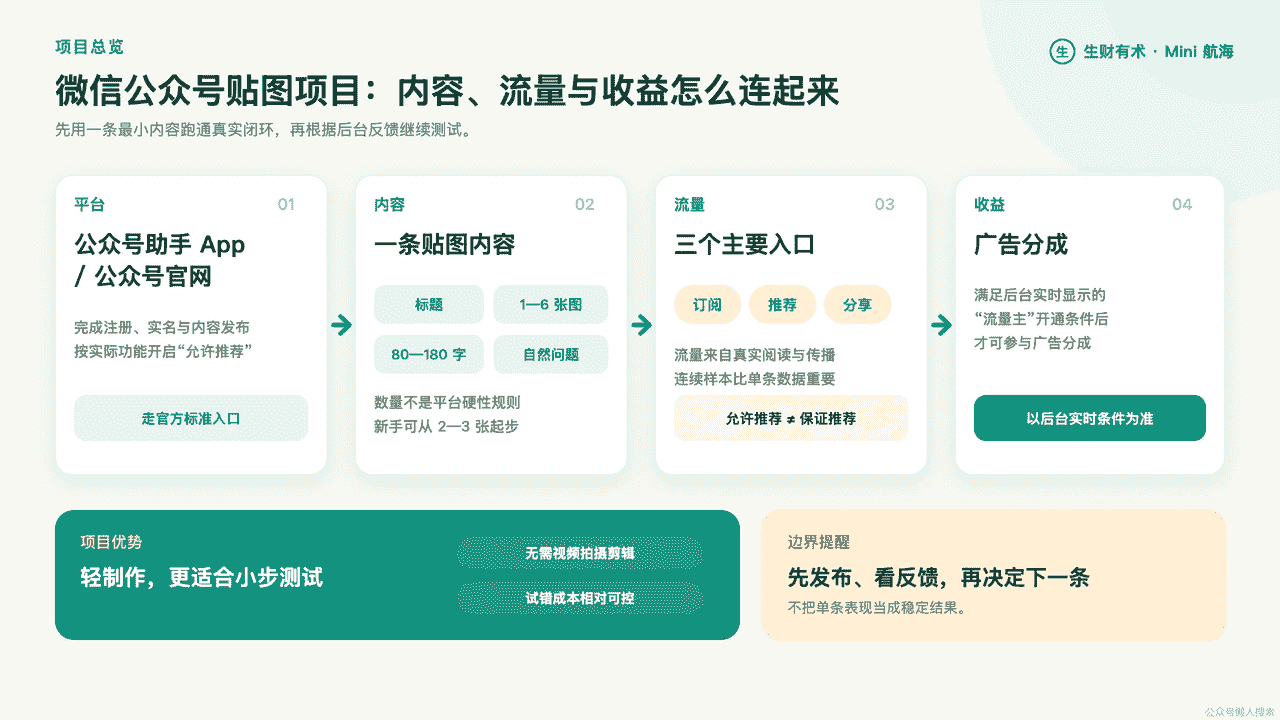 项目总览
生 生财有术 · Mini 航海
微信公众号贴图项目：内容、流量与收益怎么连起来
先用一条最小内容跑通真实闭环，再根据后台反馈继续测试。
平台 01
公众号助手 App
/ 公众号官网
完成注册、实名与内容发布
按实际功能开启“允许推荐”
走官方标准入口
内容 02
一条贴图内容
标题
1—6 张图
80—180 字
自然问题
数量不是平台硬性规则
新手可从 2—3 张起步
流量 03
三个主要入口
订阅
推荐
分享
流量来自真实阅读与传播
连续样本比单条数据重要
允许推荐 ≠ 保证推荐
收益 04
广告分成
满足后台实时显示的
“流量主”开通条件后
才可参与广告分成
以后台实时条件为准
项目优势
轻制作，更适合小步测试
无需视频拍摄剪辑
试错成本相对可控
边界提醒
先发布、看反馈，再决定下一条
不把单条表现当成稳定结果。
公众号懒人搜索